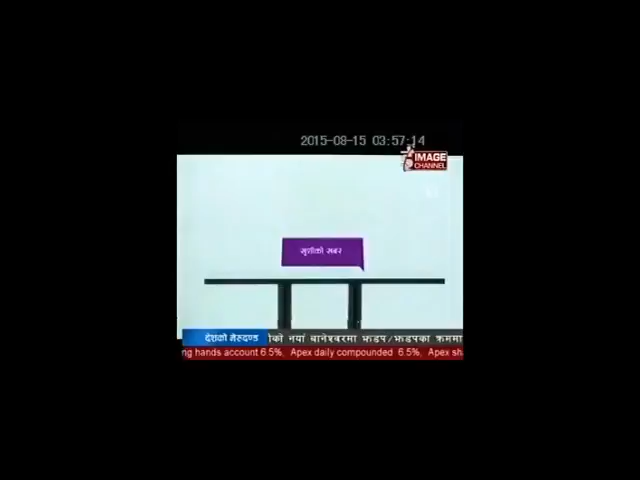 2015-08-15 03:57:14
IMAGE
CHANNEL
खुशीको खबर
देशको मेरुदण्ड
ीको नयाँ बानेश्वरमा झडप/झडपका क्रममा
ng hands account 6.5%, Apex daily compounded 6.5%, Apex sha